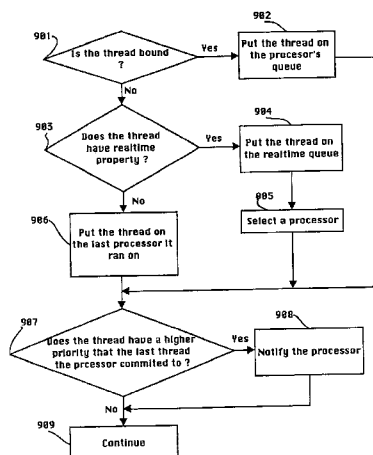 901
Is the thread bound
?
Yes
902
Put the thread on
the procesor's
queue
No
903
Does the thread
have realtime
property ?
Yes
904
Put the thread on
the realtime queue
No
905
Select a processor
906
Put the thread on
the last processor it
ran on
907
Does the thread have a higher
priority that the last thread
the prcessor commited to ?
Yes
908
Notify the processor
No
909
Continue